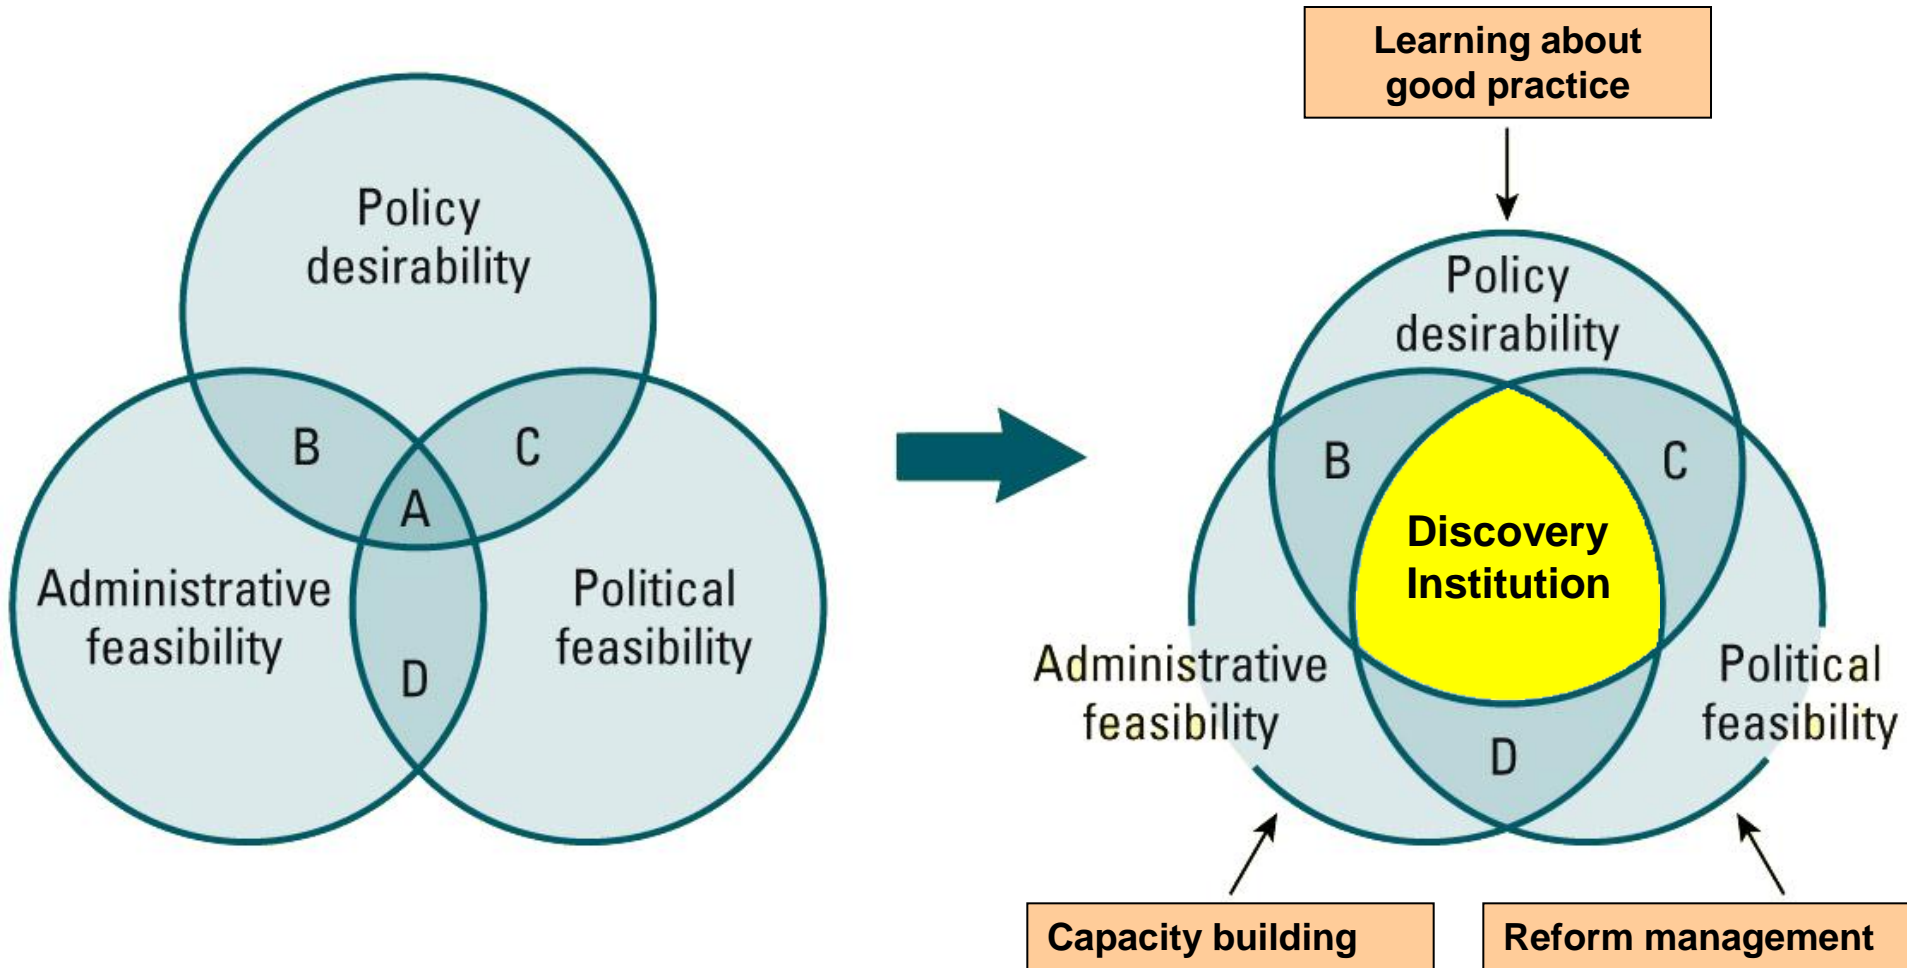 Policy
desirability
B
C
A
Administrative
feasibility
Political
feasibility
D
Learning about
good practice
Policy
desirability
B
C
Discovery
Institution
Administrative
feasibility
Political
feasibility
D
Capacity building
Reform management